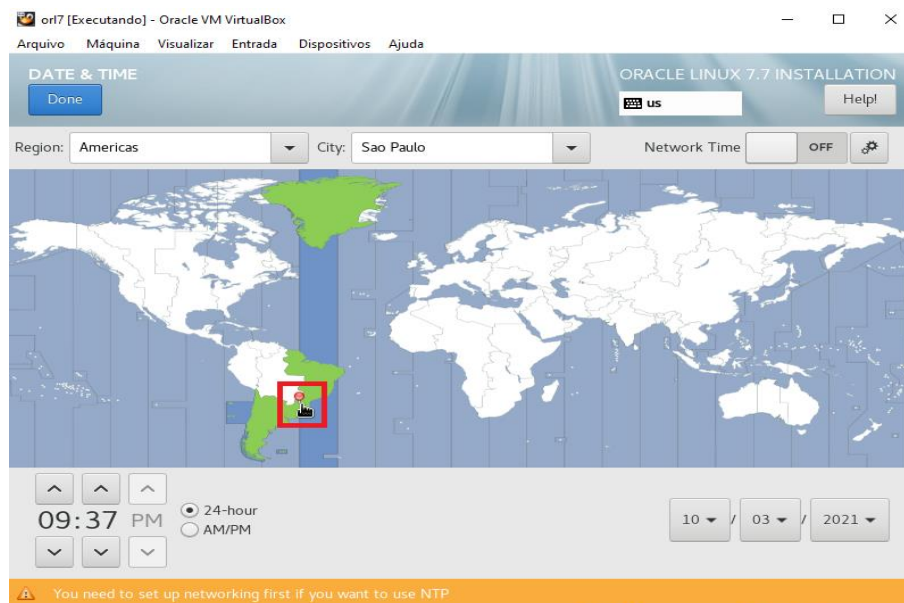 orl7 [Executando] - Oracle VM VirtualBox
Arquivo Máquina Visualizar Entrada Dispositivos Ajuda
DATE & TIME
ORACLE LINUX 7.7 INSTALLATION
Done
us
Help!
Region: Americas City: Sao Paulo Network Time OFF
09:37 PM
24-hour
AM/PM
10 / 03 / 2021
You need to set up networking first if you want to use NTP